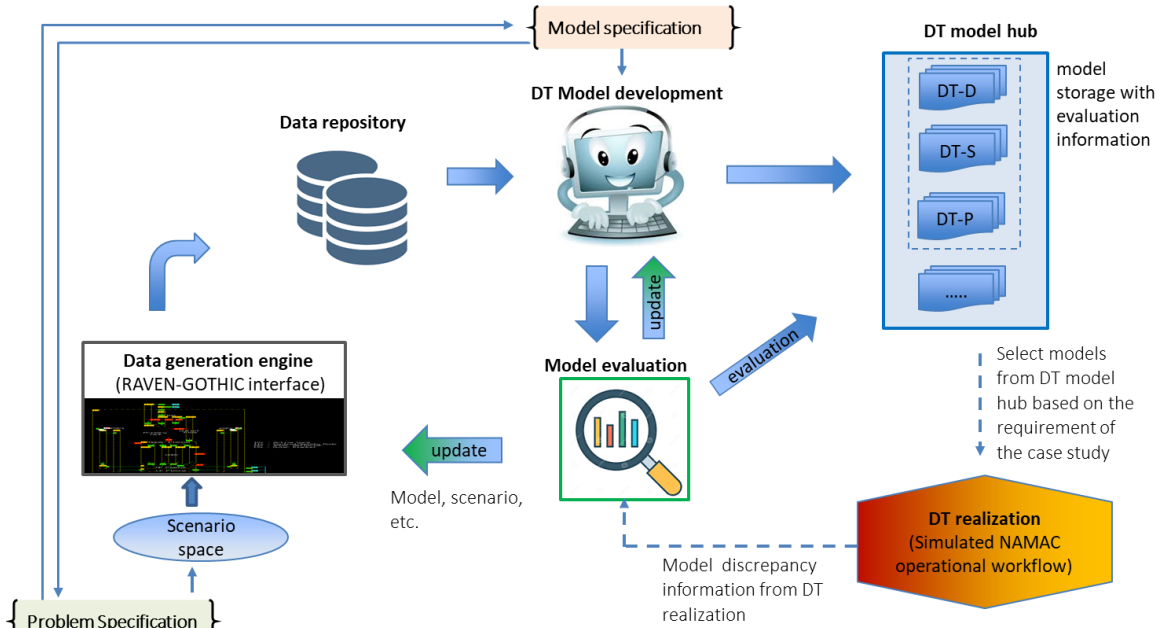 Model specification
DT model hub
DT Model development
model
storage with
evaluation
information
DT-D
DT-S
DT-P
.....
Data repository
update
evaluation
Model evaluation
Data generation engine
(RAVEN-GOTHIC interface)
update
Model, scenario,
etc.
Select models
from DT model
hub based on the
requirement of
the case study
Scenario
space
DT realization
(Simulated NAMAC
operational workflow)
Model discrepancy
information from DT
realization
Problem Specification